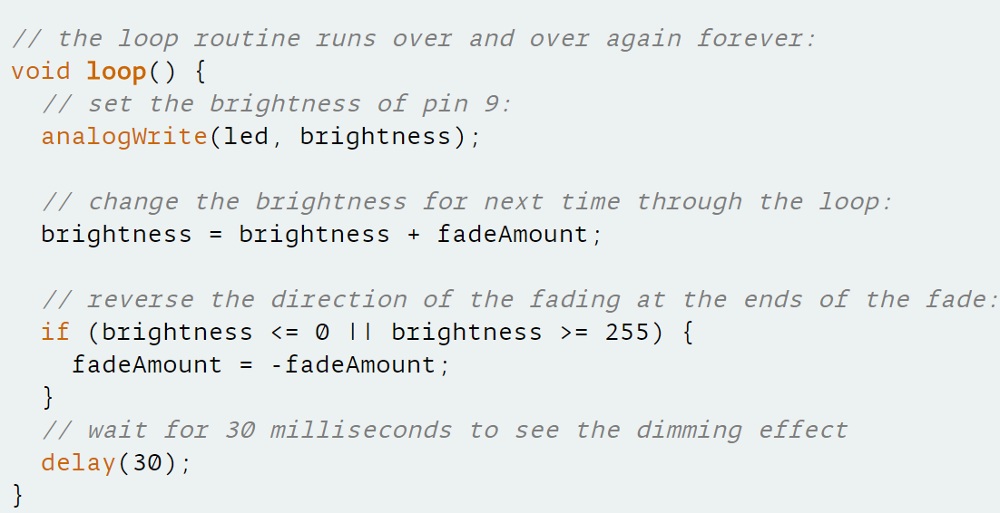 // the loop routine runs over and over again forever:
void loop() {
// set the brightness of pin 9:
analogWrite(led, brightness);
// change the brightness for next time through the loop:
brightness = brightness + fadeAmount;
// reverse the direction of the fading at the ends of the fade:
if (brightness <= 0 || brightness >= 255) {
fadeAmount = -fadeAmount;
}
// wait for 30 milliseconds to see the dimming effect
delay(30);
}